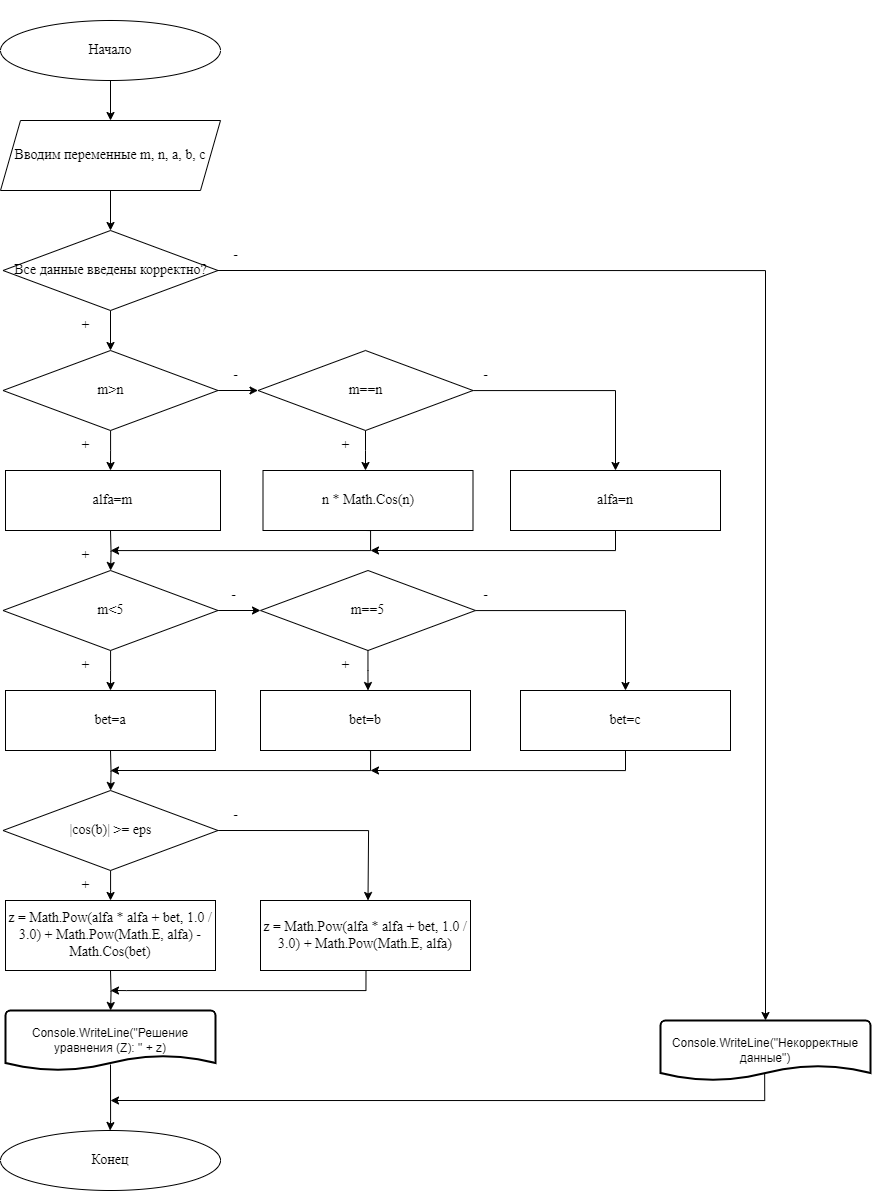 Начало
Вводим переменные m, n, a, b, c
Все данные введены корректно?
-
+
m>n
-
m==n
-
+
+
alfa=m
n * Math.Cos(n)
alfa=n
+
m<5
-
m==5
-
+
+
bet=a
bet=b
bet=c
|cos(b)| >= eps
-
+
z = Math.Pow(alfa * alfa + bet, 1.0 /
3.0) + Math.Pow(Math.E, alfa) -
Math.Cos(bet)
z = Math.Pow(alfa * alfa + bet, 1.0 /
3.0) + Math.Pow(Math.E, alfa)
Console.WriteLine("Решение
уравнения (Z): " + z)
Console.WriteLine("Некорректные
данные")
Конец